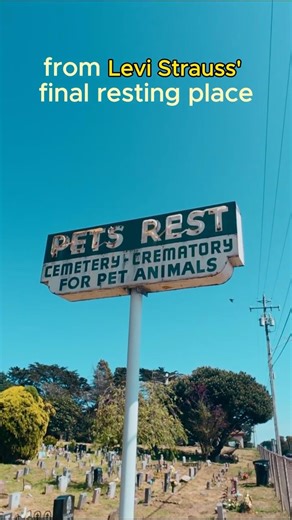 from Levi Strauss'
final resting place
PETS REST
CEMETERY-CREMATORY
FOR PET ANIMALS